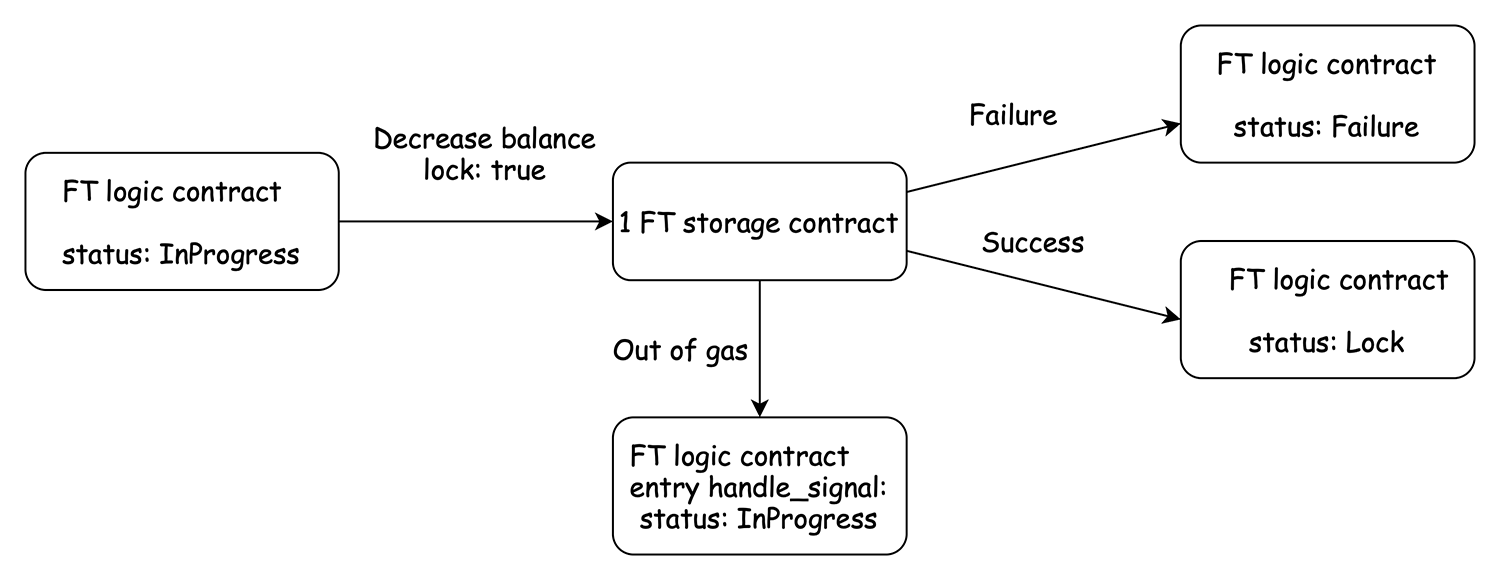 FT logic contract
status: InProgress
Decrease balance
lock: true
1 FT storage contract
Failure
FT logic contract
status: Failure
Success
FT logic contract
status: Lock
Out of gas
FT logic contract
entry handle_signal:
status: InProgress